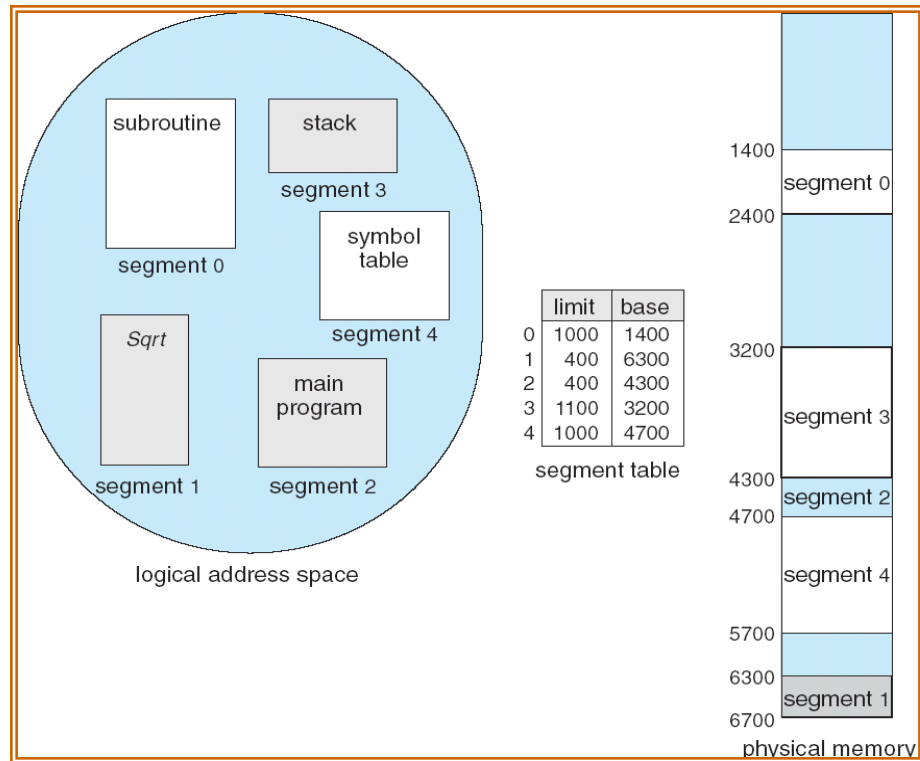 subroutine
segment 0
stack
segment 3
symbol
table
segment 4
Sqrt
segment 1
main
program
segment 2
logical address space
limit base
0 1000 1400
1 400 6300
2 400 4300
3 1100 3200
4 1000 4700
segment table
1400
segment 0
2400
3200
segment 3
4300
segment 2
4700
segment 4
5700
6300
segment 1
6700
physical memory